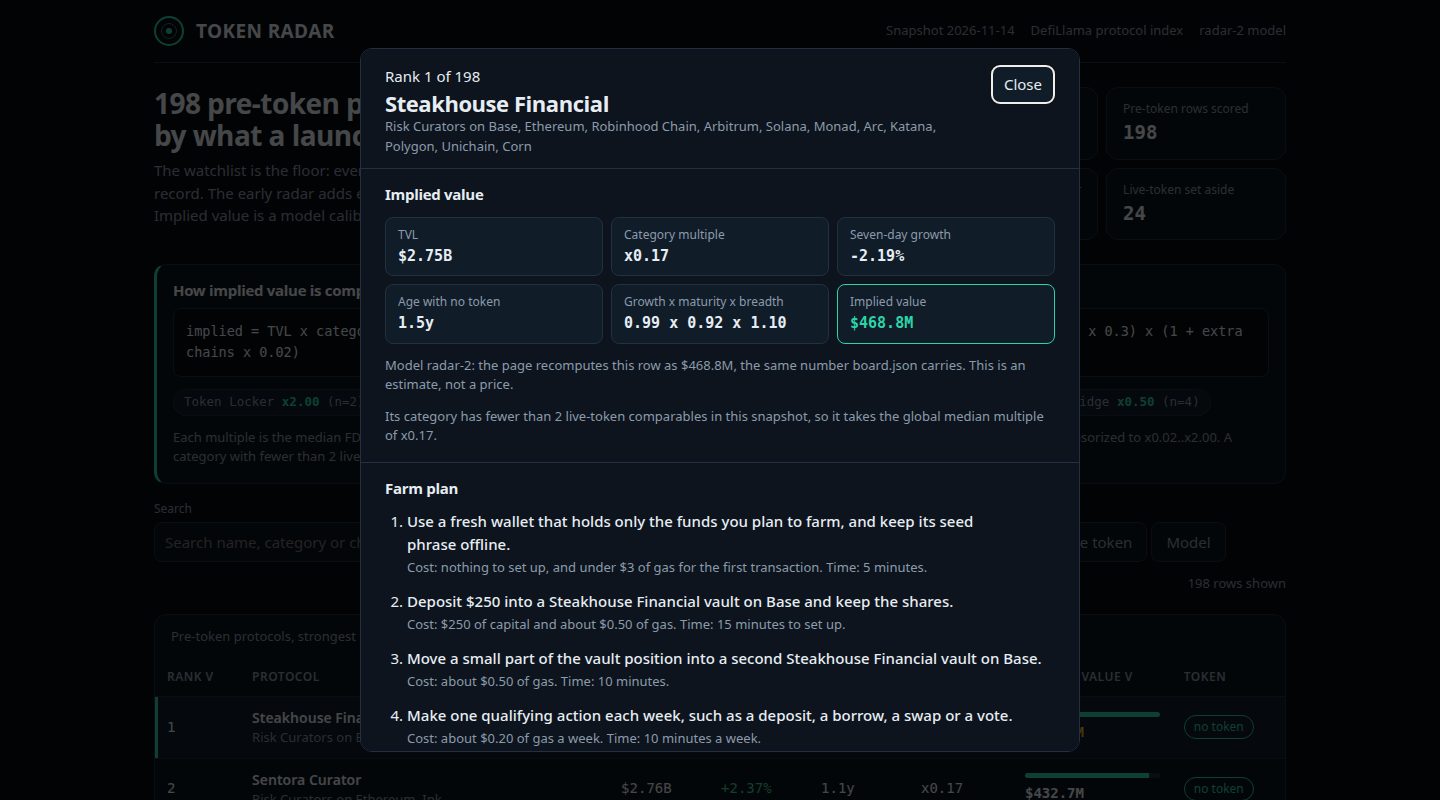 TOKEN RADAR
Snapshot 2026-11-14 DefiLlama protocol index radar-2 model
198 pre-token p
by what a laun
The watchlist is the floor: eve
record. The early radar adds e
Implied value is a model calib
Pre-token rows scored
198
Live-token set aside
24
How implied value is comp
implied = TVL x catego
chains x 0.02)
x 0.3) x (1 + extra
Token Locker x2.00 (n=2
idge x0.50 (n=4)
Each multiple is the median FD
sorized to x0.02..x2.00. A
category with fewer than 2 live
Search
Search name, category or ch
e token
Model
198 rows shown
Pre-token protocols, strongest
RANK V PROTOCOL VALUE V TOKEN
1 Steakhouse Fina no token
Risk Curators on E
2 Sentora Curator $2.76B +2.37% 1.1y x0.17 $432.7M no token
Risk Curators on Ethereum, Ink
Rank 1 of 198
Close
Steakhouse Financial
Risk Curators on Base, Ethereum, Robinhood Chain, Arbitrum, Solana, Monad, Arc, Katana,
Polygon, Unichain, Corn
Implied value
TVL
$2.75B
Category multiple
x0.17
Seven-day growth
-2.19%
Age with no token
1.5y
Growth x maturity x breadth
0.99 x 0.92 x 1.10
Implied value
$468.8M
Model radar-2: the page recomputes this row as $468.8M, the same number board.json carries. This is an
estimate, not a price.
Its category has fewer than 2 live-token comparables in this snapshot, so it takes the global median multiple
of x0.17.
Farm plan
1. Use a fresh wallet that holds only the funds you plan to farm, and keep its seed
phrase offline.
Cost: nothing to set up, and under $3 of gas for the first transaction. Time: 5 minutes.
2. Deposit $250 into a Steakhouse Financial vault on Base and keep the shares.
Cost: $250 of capital and about $0.50 of gas. Time: 15 minutes to set up.
3. Move a small part of the vault position into a second Steakhouse Financial vault on Base.
Cost: about $0.50 of gas. Time: 10 minutes.
4. Make one qualifying action each week, such as a deposit, a borrow, a swap or a vote.
Cost: about $0.20 of gas a week. Time: 10 minutes a week.